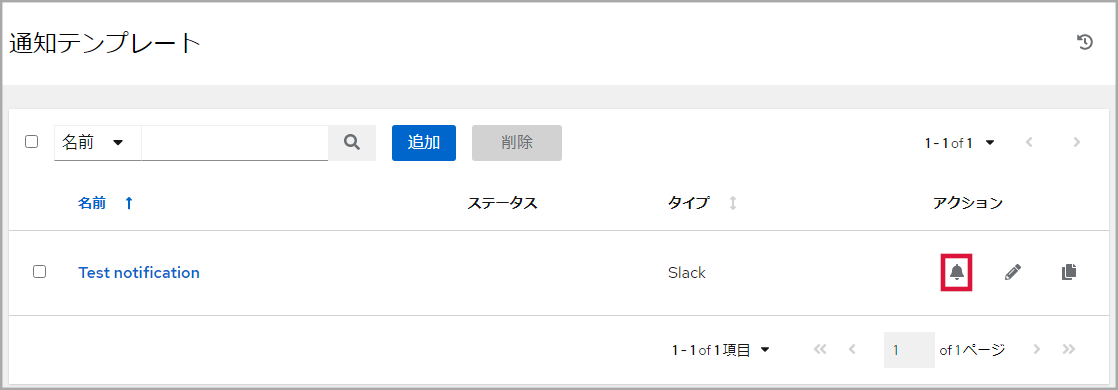 通知テンプレート
名前 追加 削除 1 - 1 of 1
名前 ステータス タイプ アクション
Test notification Slack
1 - 1 of 1 項目 1 of 1 ページ